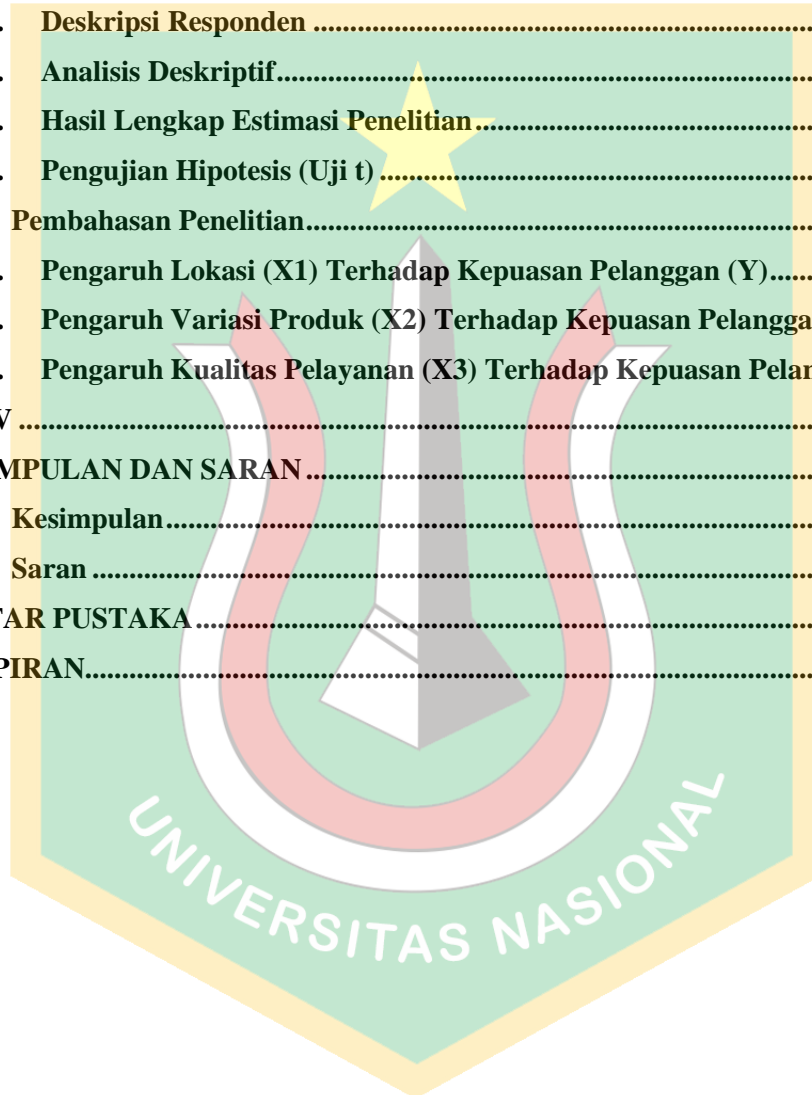 . Deskripsi Responden ........................................................................
. Analisis Deskriptif..............................................................................
. Hasil Lengkap Estimasi Penelitian................................................
. Pengujian Hipotesis (Uji t) ..............................................................
Pembahasan Penelitian........................................................................
. Pengaruh Lokasi (X1) Terhadap Kepuasan Pelanggan (Y)......
. Pengaruh Variasi Produk (X2) Terhadap Kepuasan Pelangga
. Pengaruh Kualitas Pelayanan (X3) Terhadap Kepuasan Pelan
V ................................................................................................................
MPULAN DAN SARAN ........................................................................
Kesimpulan............................................................................................
Saran ......................................................................................................
TAR PUSTAKA ........................................................................................
PIRAN......................................................................................................
UNIVERSITAS NASIONAL